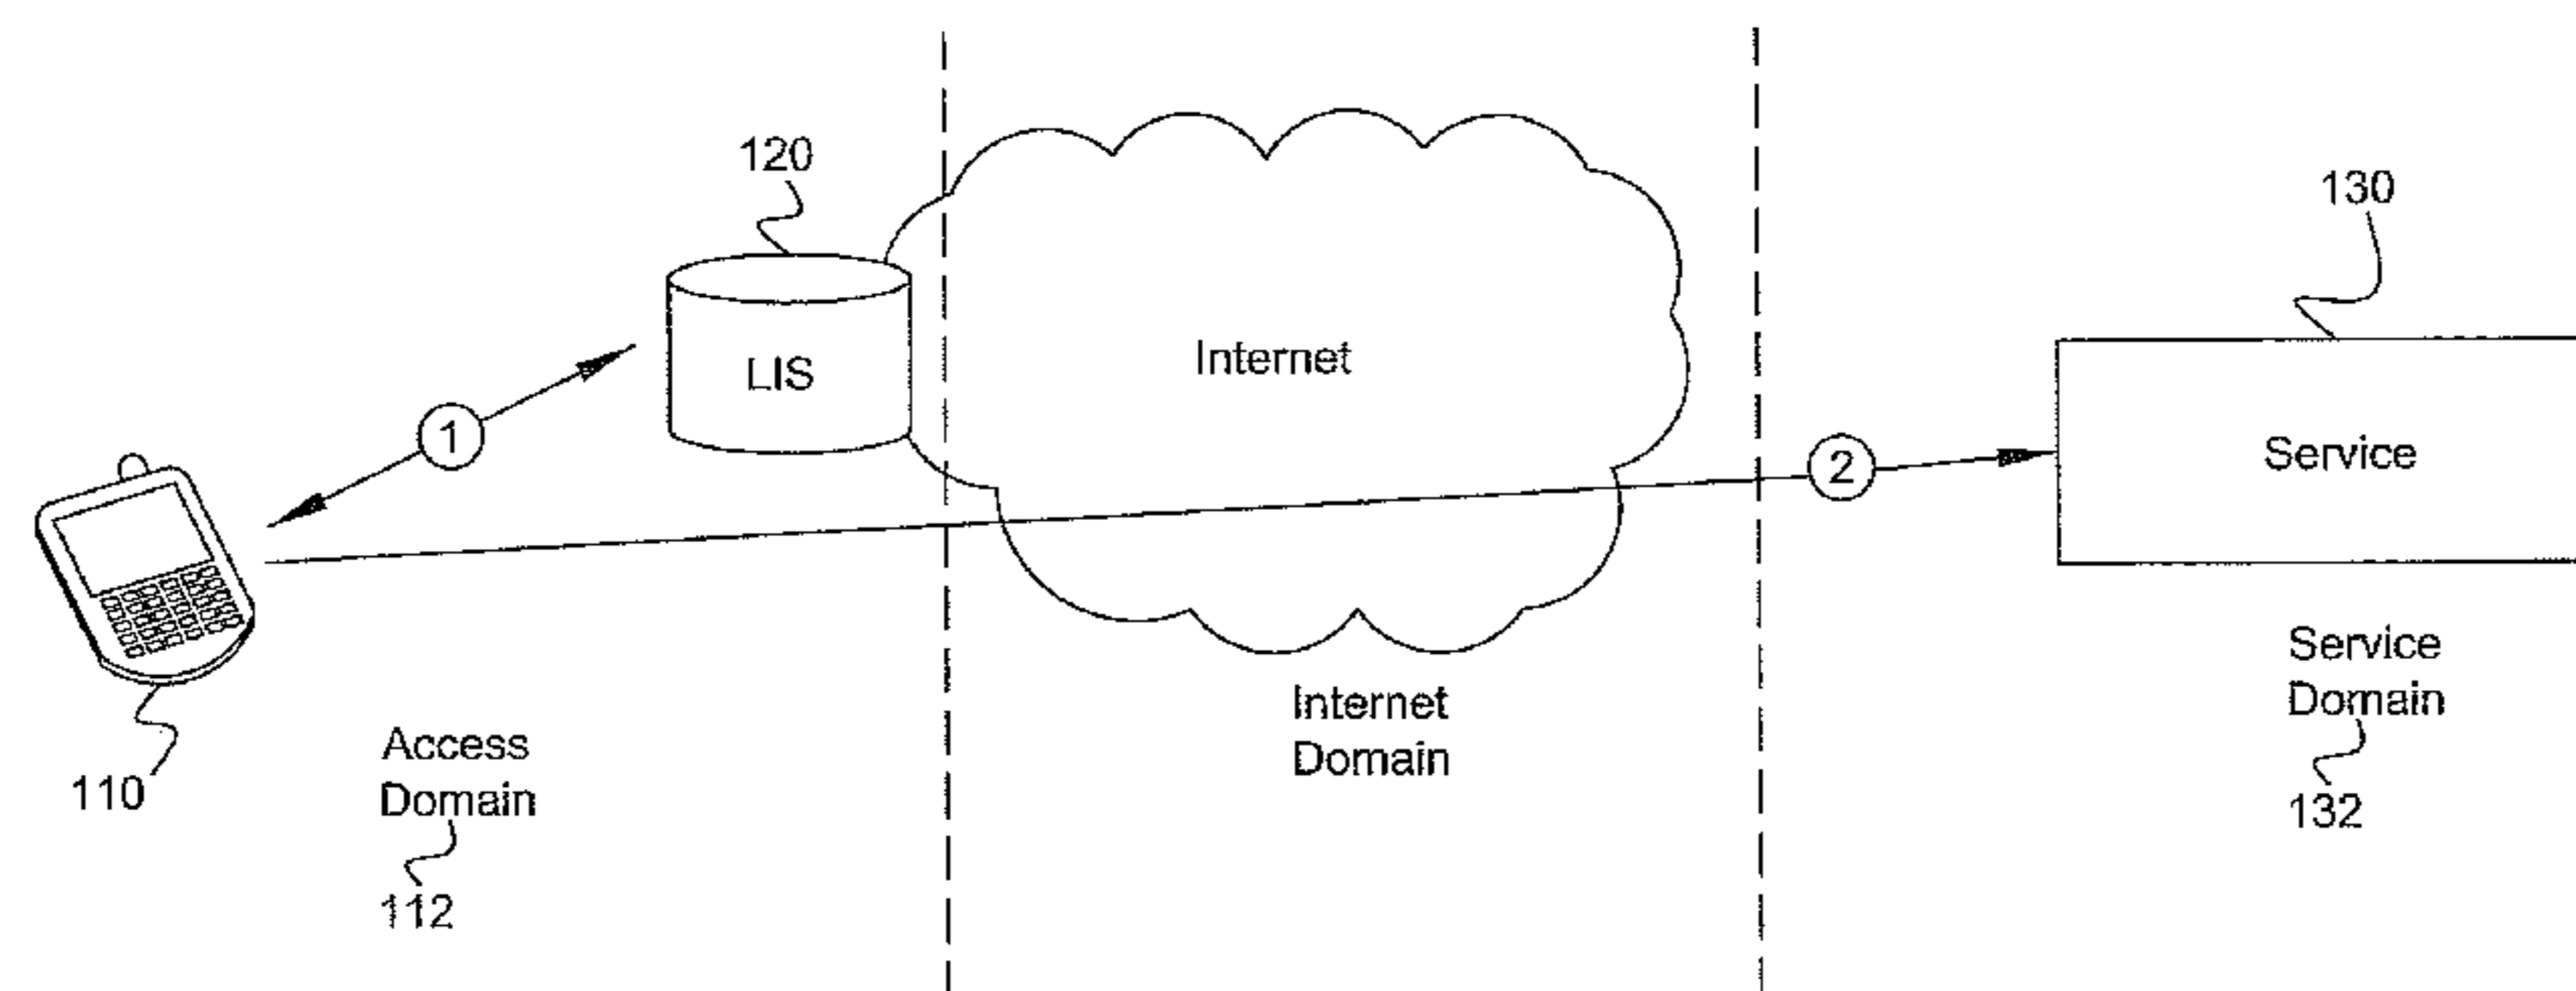 120
130
LIS
Internet
1
2
Service
110
Access
Domain
112
Internet
Domain
Service
Domain
132